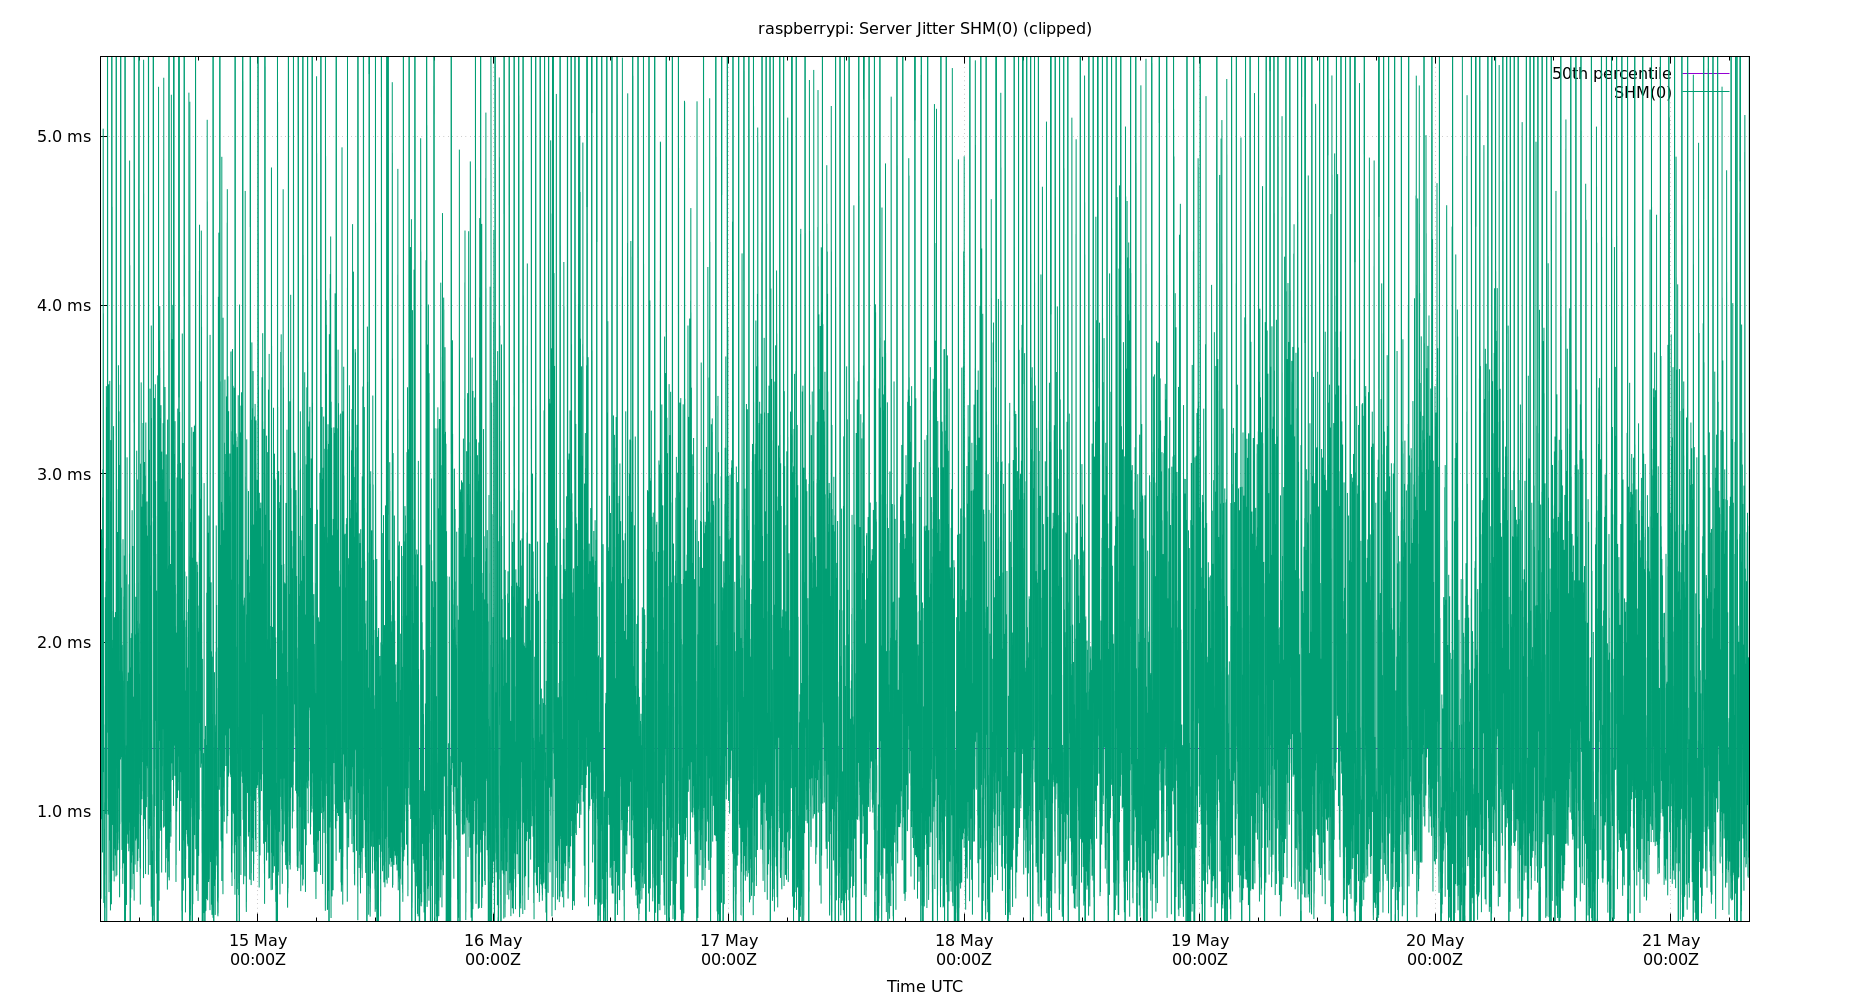 raspberrypi: Server Jitter SHM(0) (clipped)
50th percentile
SHM(0)
5.0 ms
4.0 ms
3.0 ms
2.0 ms
1.0 ms
15 May 16 May 17 May 18 May 19 May 20 May 21 May
00:00Z 00:00Z 00:00Z 00:00Z 00:00Z 00:00Z 00:00Z
Time UTC